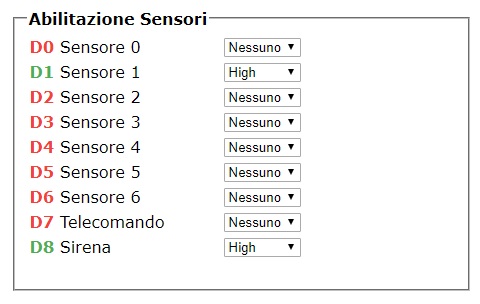 Abilitazione Sensori
D0 Sensore 0 Nessuno
D1 Sensore 1 High
D2 Sensore 2 Nessuno
D3 Sensore 3 Nessuno
D4 Sensore 4 Nessuno
D5 Sensore 5 Nessuno
D6 Sensore 6 Nessuno
D7 Telecomando Nessuno
D8 Sirena High